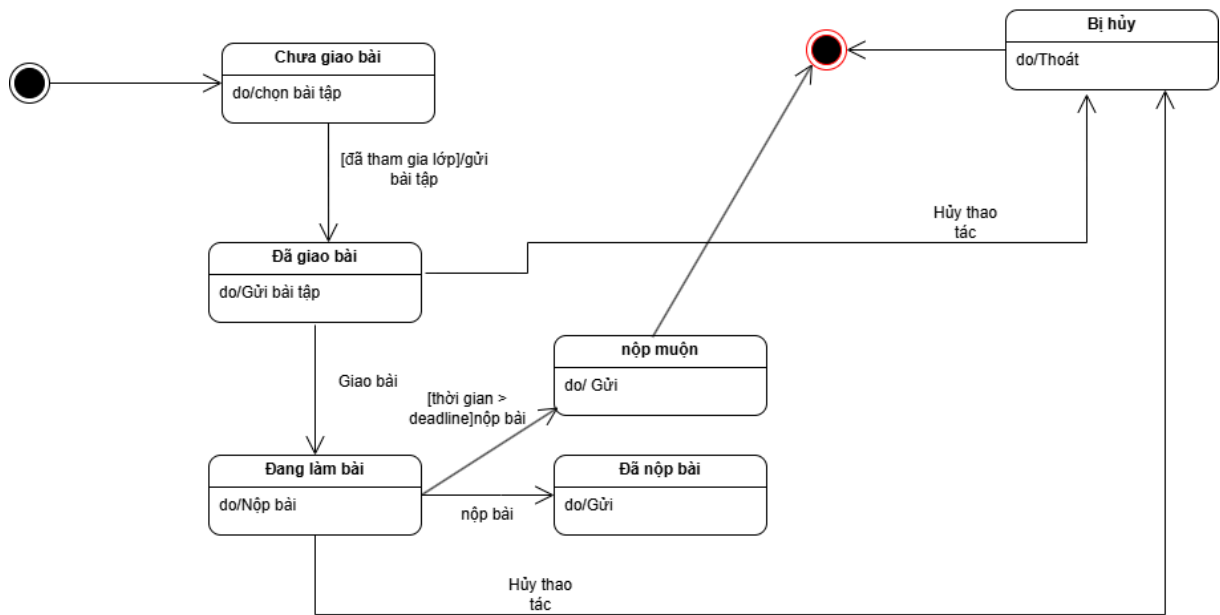 Chưa giao bài
do/chọn bài tập
[đã tham gia lớp]/gửi
bài tập
Đã giao bài
do/Gửi bài tập
Giao bài
Đang làm bài
do/Nộp bài
[thời gian >
deadline]nộp bài
nộp muộn
do/ Gửi
nộp bài
Đã nộp bài
do/Gửi
Hủy thao
tác
Hủy thao
tác
Bị hủy
do/Thoát